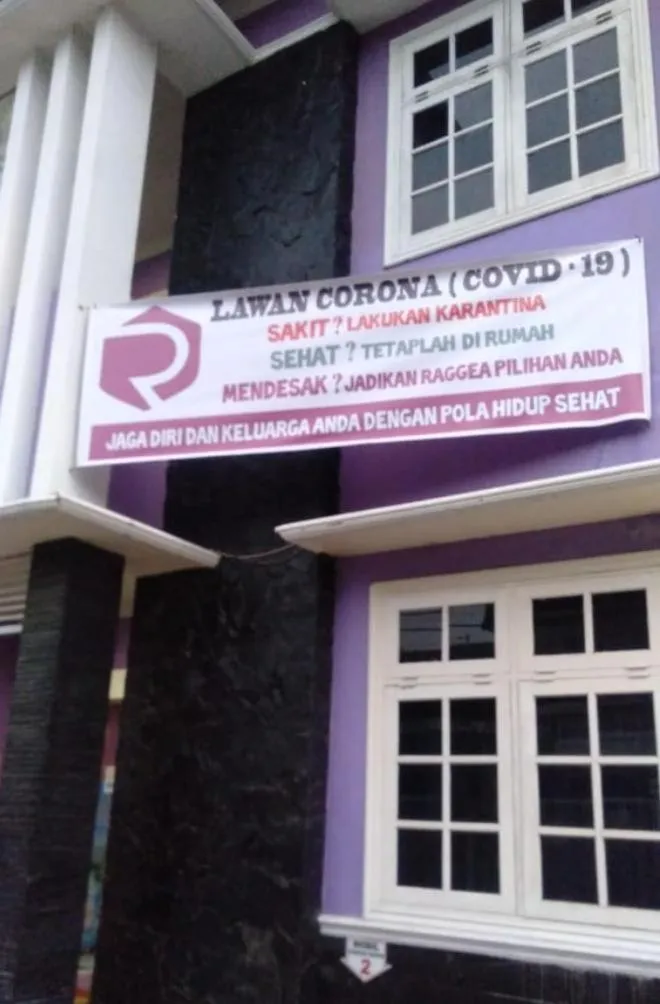 LAWAN CORONA ( COVID - 19 )
SAKIT ? LAKUKAN KARANTINA
SEHAT ? TETAPLAH DI RUMAH
MENDESAK ? JADIKAN RAGGEA PILIHAN ANDA
JAGA DIRI DAN KELUARGA ANDA DENGAN POLA HIDUP SEHAT
2